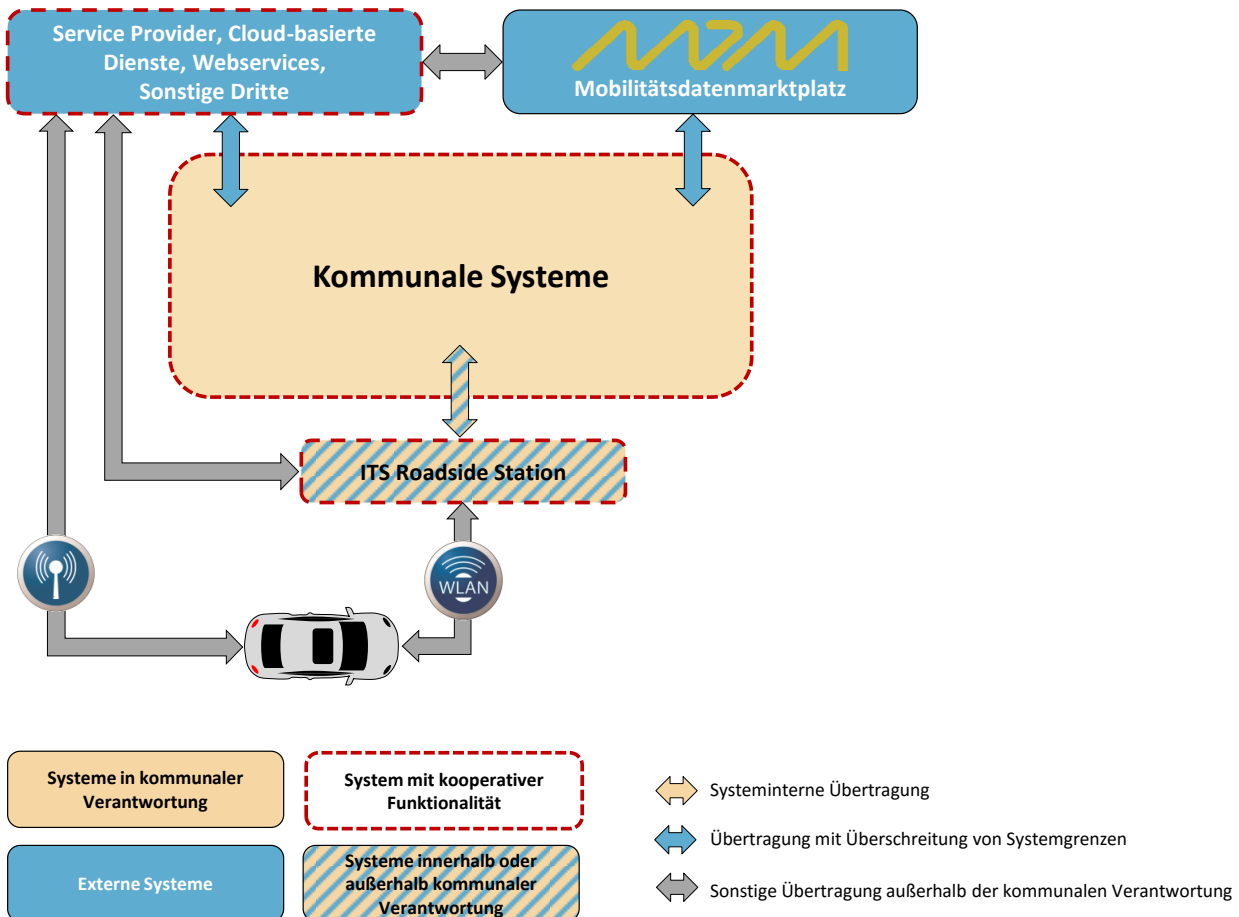 Service Provider, Cloud-basierte
Dienste, Webservices,
Sonstige Dritte
MDM
Mobilitätsdatenmarktplatz
Kommunale Systeme
ITS Roadside Station
WLAN
Systeme in kommunaler
Verantwortung
System mit kooperativer
Funktionalität
Externe Systeme
Systeme innerhalb oder
außerhalb kommunaler
Verantwortung
Systeminterne Übertragung
Übertragung mit Überschreitung von Systemgrenzen
Sonstige Übertragung außerhalb der kommunalen Verantwortung